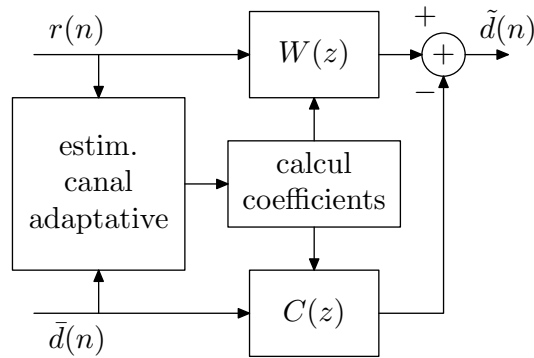 r(n)
W(z)
+
+
−
d̃(n)
estim.
canal
adaptative
calcul
coefficients
C(z)
d̄(n)